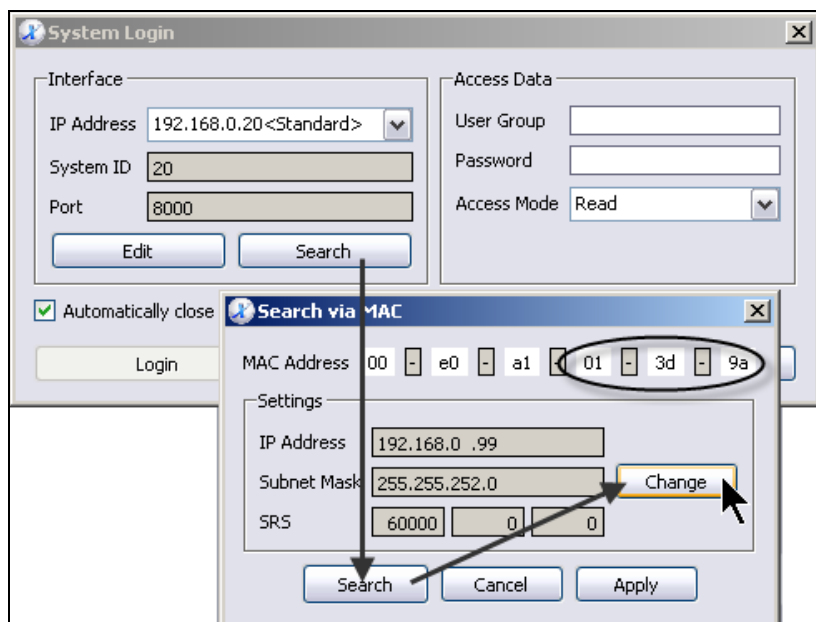 System Login
Interface
IP Address 192.168.0.20<Standard>
System ID 20
Port 8000
Edit Search
Access Data
User Group
Password
Access Mode Read
Automatically close
Login
Search via MAC
MAC Address 00 - e0 - a1 - 01 - 3d - 9a
Settings
IP Address 192.168.0 .99
Subnet Mask 255.255.252.0 Change
SRS 60000 0 0
Search Cancel Apply